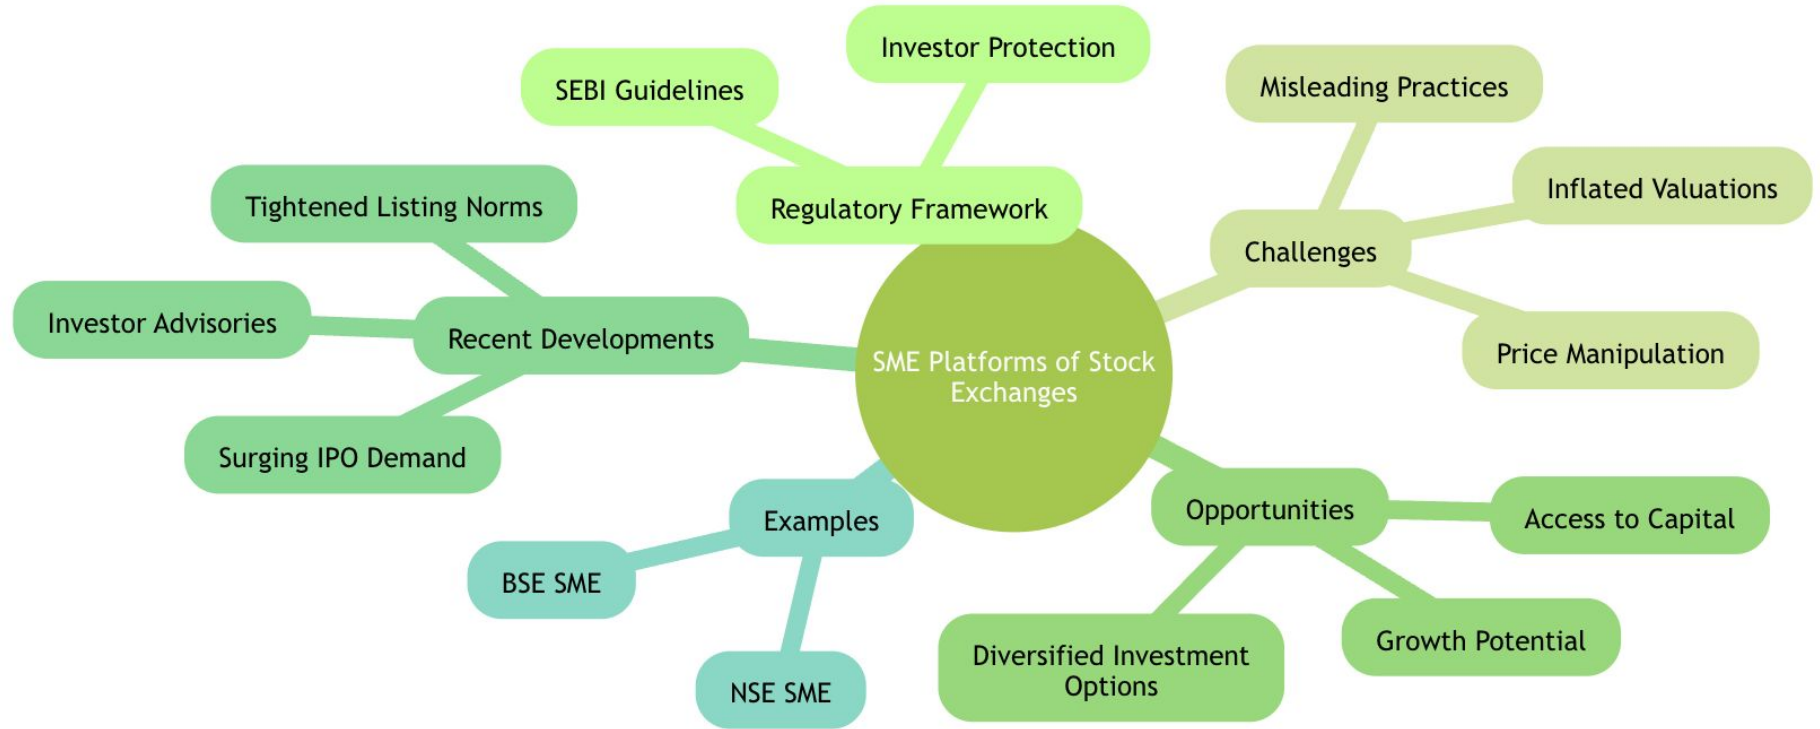 SME Platforms of Stock
Exchanges
Regulatory Framework
SEBI Guidelines
Investor Protection
Challenges
Misleading Practices
Inflated Valuations
Price Manipulation
Opportunities
Access to Capital
Growth Potential
Diversified Investment
Options
Examples
BSE SME
NSE SME
Recent Developments
Tightened Listing Norms
Investor Advisories
Surging IPO Demand